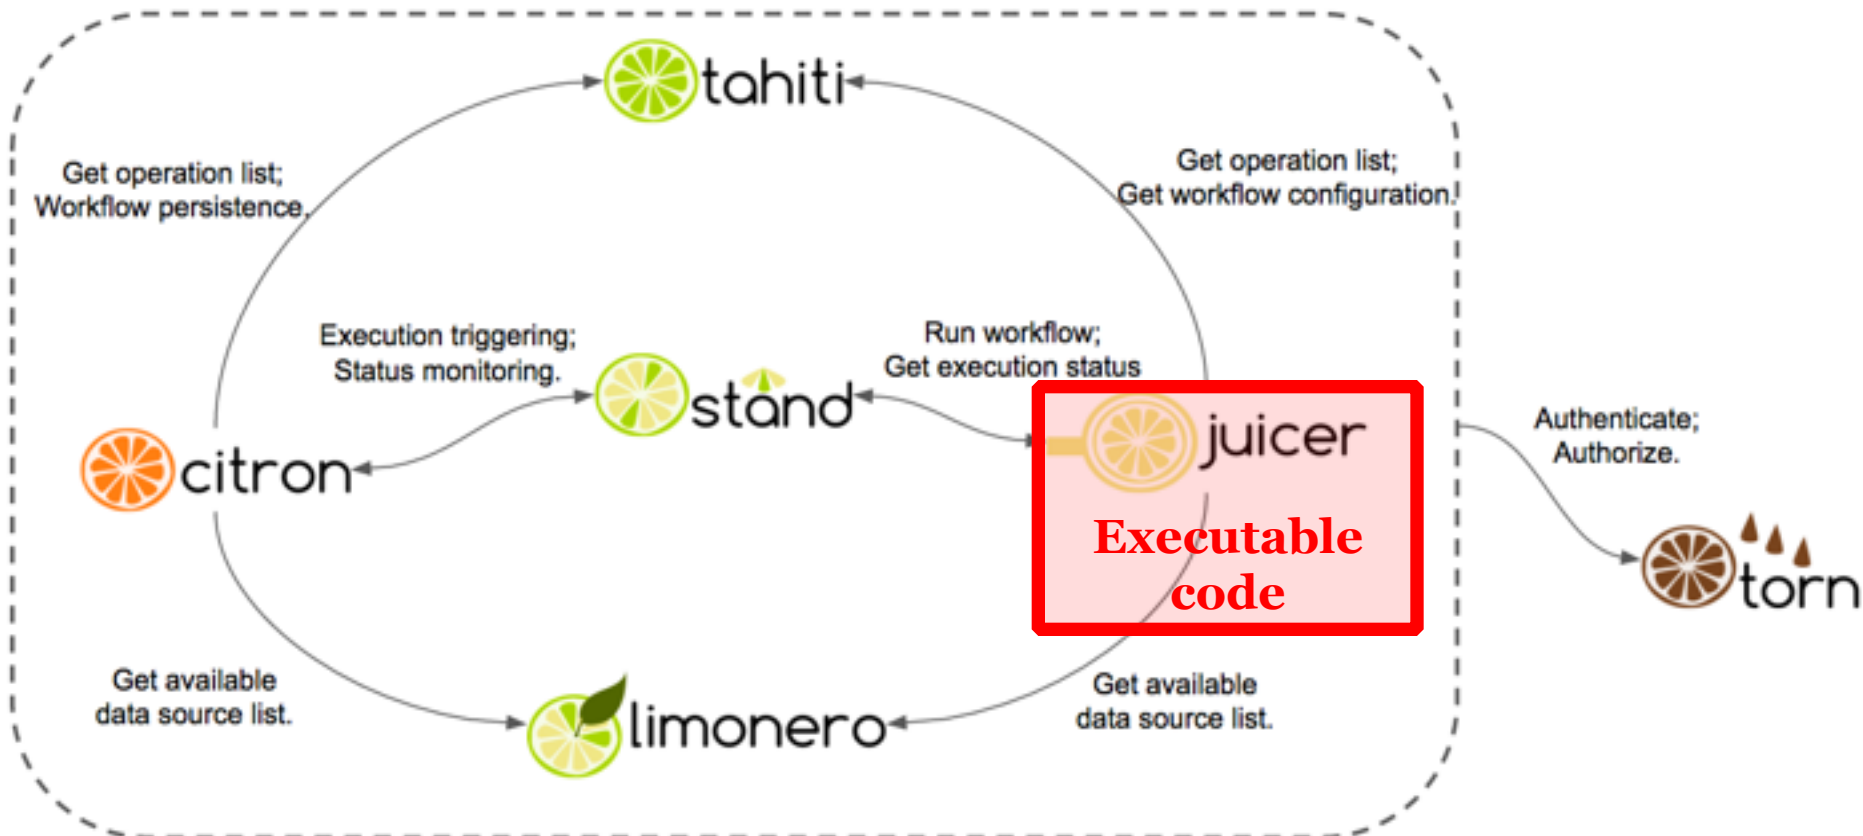 tahiti
Get operation list;
Workflow persistence.
Get operation list;
Get workflow configuration.
Execution triggering;
Status monitoring.
Run workflow;
Get execution status
stand
juicer
citron
Executable
code
Authenticate;
Authorize.
torn
Get available
data source list.
limonero
Get available
data source list.